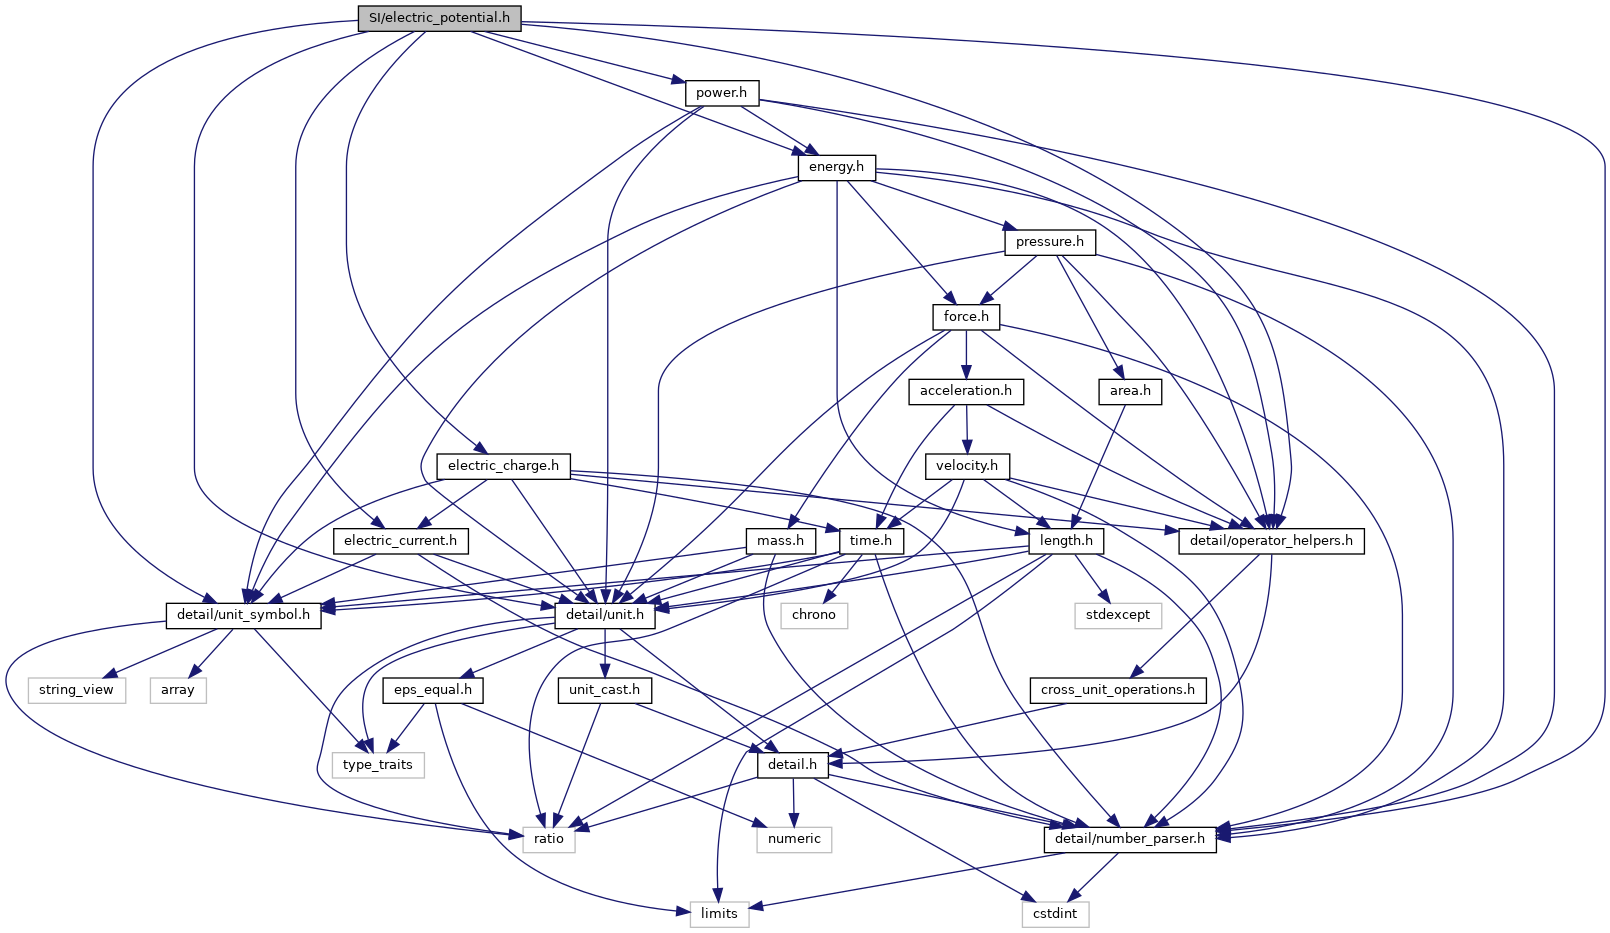 SI/electric_potential.h
power.h
energy.h
pressure.h
force.h
acceleration.h
area.h
electric_charge.h
velocity.h
electric_current.h
mass.h
time.h
length.h
detail/operator_helpers.h
detail/unit_symbol.h
detail/unit.h
chrono
stdexcept
string_view
array
eps_equal.h
unit_cast.h
cross_unit_operations.h
type_traits
detail.h
ratio
numeric
detail/number_parser.h
limits
cstdint